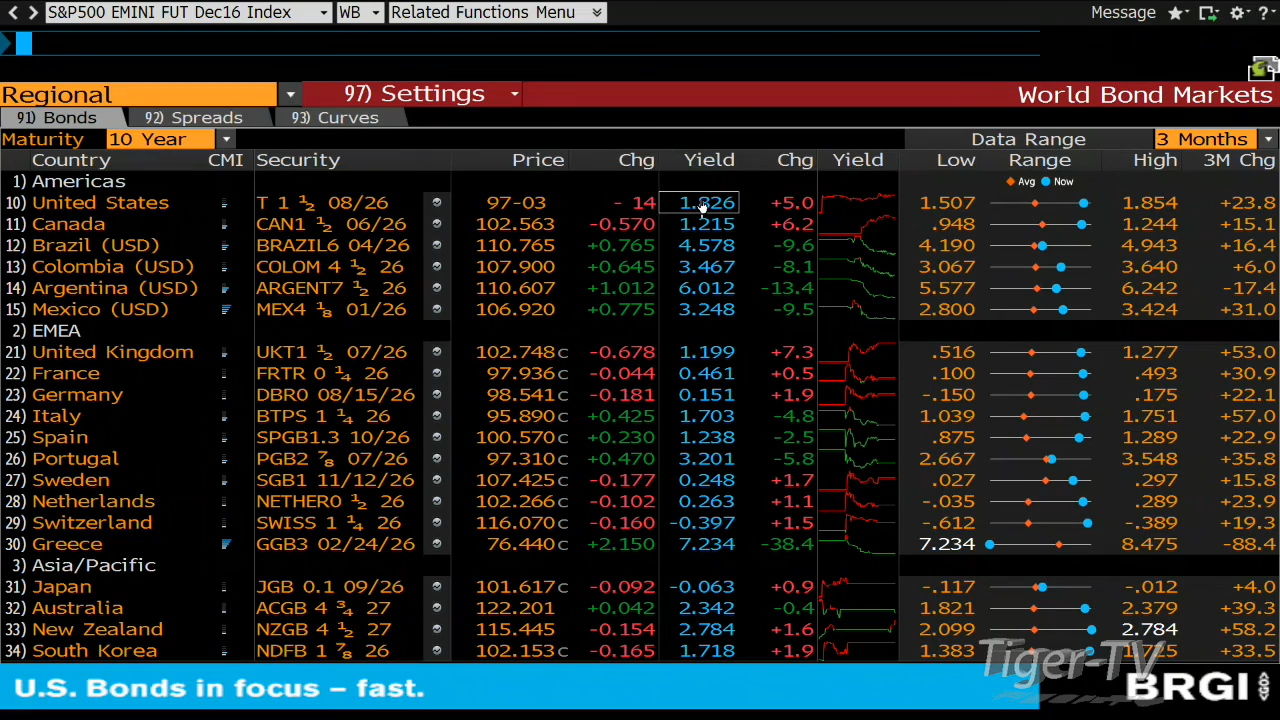 S&P500 EMINI FUT Dec16 Index WB Related Functions Menu Message ?
Regional 97) Settings World Bond Markets
91) Bonds 92) Spreads 93) Curves
Maturity 10 Year Data Range 3 Months
Country CMI Security Price Chg Yield Chg Yield Low Range High 3M Chg
1) Americas Avg Now
10) United States T 1 ½ 08/26 97-03 - 14 1.826 +5.0 1.507 1.854 +23.8
11) Canada CAN1 ½ 06/26 102.563 -0.570 1.215 +6.2 .948 1.244 +15.1
12) Brazil (USD) BRAZIL6 04/26 110.765 +0.765 4.578 -9.6 4.190 4.943 +16.4
13) Colombia (USD) COLOM 4 ½ 26 107.900 +0.645 3.467 -8.1 3.067 3.640 +6.0
14) Argentina (USD) ARGENT7 ½ 26 110.607 +1.012 6.012 -13.4 5.577 6.242 -17.4
15) Mexico (USD) MEX4 ⅛ 01/26 106.920 +0.775 3.248 -9.5 2.800 3.424 +31.0
2) EMEA
21) United Kingdom UKT1 ½ 07/26 102.748 c -0.678 1.199 +7.3 .516 1.277 +53.0
22) France FRTR 0 ¼ 26 97.936 c -0.044 0.461 +0.5 .100 .493 +30.9
23) Germany DBR0 08/15/26 98.541 c -0.181 0.151 +1.9 -.150 .175 +22.1
24) Italy BTPS 1 ¼ 26 95.890 c +0.425 1.703 -4.8 1.039 1.751 +57.0
25) Spain SPGB1.3 10/26 100.570 c +0.230 1.238 -2.5 .875 1.289 +22.9
26) Portugal PGB2 ⅞ 07/26 97.310 c +0.470 3.201 -5.8 2.667 3.548 +35.8
27) Sweden SGB1 11/12/26 107.425 c -0.177 0.248 +1.7 .027 .297 +15.8
28) Netherlands NETHER0 ½ 26 102.266 c -0.102 0.263 +1.1 -.035 .289 +23.9
29) Switzerland SWISS 1 ¼ 26 116.070 c -0.160 -0.397 +1.5 -.612 -.389 +19.3
30) Greece GGB3 02/24/26 76.440 c +2.150 7.234 -38.4 7.234 8.475 -88.4
3) Asia/Pacific
31) Japan JGB 0.1 09/26 101.617 c -0.092 -0.063 +0.9 -.117 -.012 +4.0
32) Australia ACGB 4 ¾ 27 122.201 +0.042 2.342 -0.4 1.821 2.379 +39.3
33) New Zealand NZGB 4 ½ 27 115.445 -0.154 2.784 +1.6 2.099 2.784 +58.2
34) South Korea NDFB 1 ⅞ 26 102.153 c -0.165 1.718 +1.9 1.383 +33.5
Tiger-TV
U.S. Bonds in focus – fast. BRGI